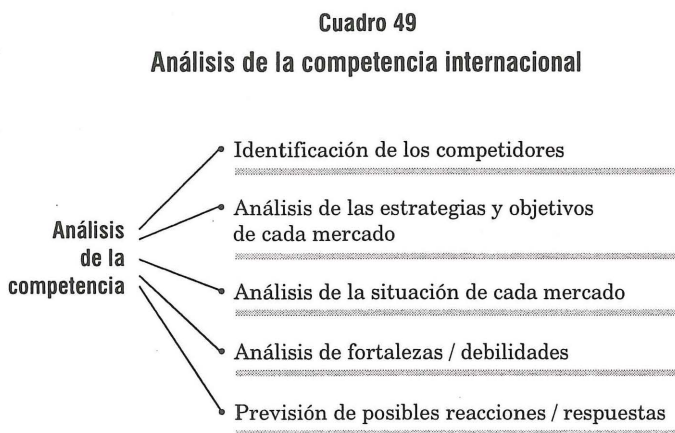 Cuadro 49
Análisis de la competencia internacional
Análisis
de la
competencia
Identificación de los competidores
Análisis de las estrategias y objetivos
de cada mercado
Análisis de la situación de cada mercado
Análisis de fortalezas / debilidades
Previsión de posibles reacciones / respuestas